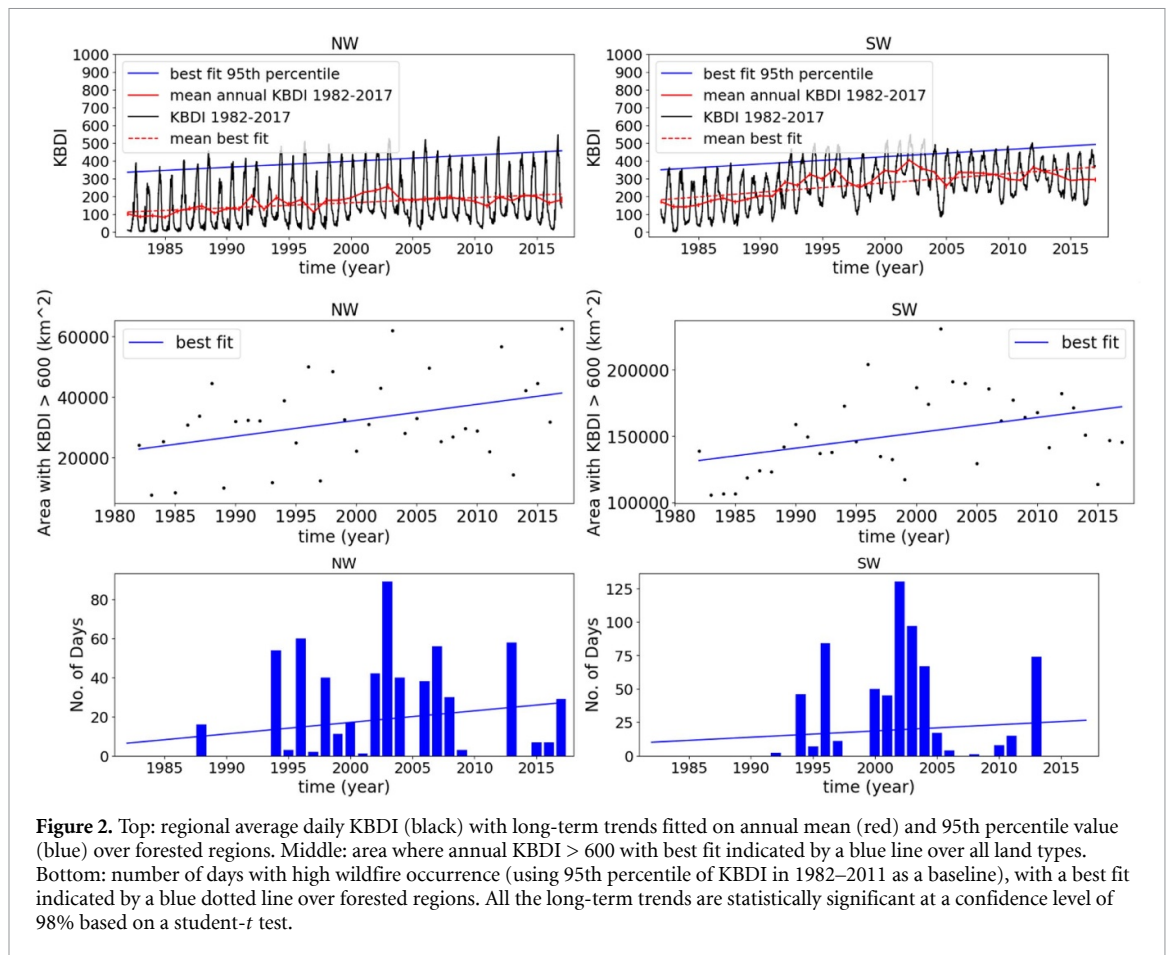 NW
SW
1000
900
800
700
600
500
400
300
200
100
0
KBDI
best fit 95th percentile
mean annual KBDI 1982-2017
KBDI 1982-2017
mean best fit
1985 1990 1995 2000 2005 2010 2015
time (year)
1000
900
800
700
600
500
400
300
200
100
0
KBDI
best fit 95th percentile
mean annual KBDI 1982-2017
KBDI 1982-2017
mean best fit
1985 1990 1995 2000 2005 2010 2015
time (year)
NW
Area with KBDI > 600 (km^2)
60000
40000
20000
best fit
1980 1985 1990 1995 2000 2005 2010 2015
time (year)
SW
Area with KBDI > 600 (km^2)
200000
150000
100000
best fit
1980 1985 1990 1995 2000 2005 2010 2015
time (year)
NW
No. of Days
80
60
40
20
0
1985 1990 1995 2000 2005 2010 2015
time (year)
SW
No. of Days
125
100
75
50
25
0
1985 1990 1995 2000 2005 2010 2015
time (year)
Figure 2. Top: regional average daily KBDI (black) with long-term trends fitted on annual mean (red) and 95th percentile value
(blue) over forested regions. Middle: area where annual KBDI > 600 with best fit indicated by a blue line over all land types.
Bottom: number of days with high wildfire occurrence (using 95th percentile of KBDI in 1982–2011 as a baseline), with a best fit
indicated by a blue dotted line over forested regions. All the long-term trends are statistically significant at a confidence level of
98% based on a student-t test.